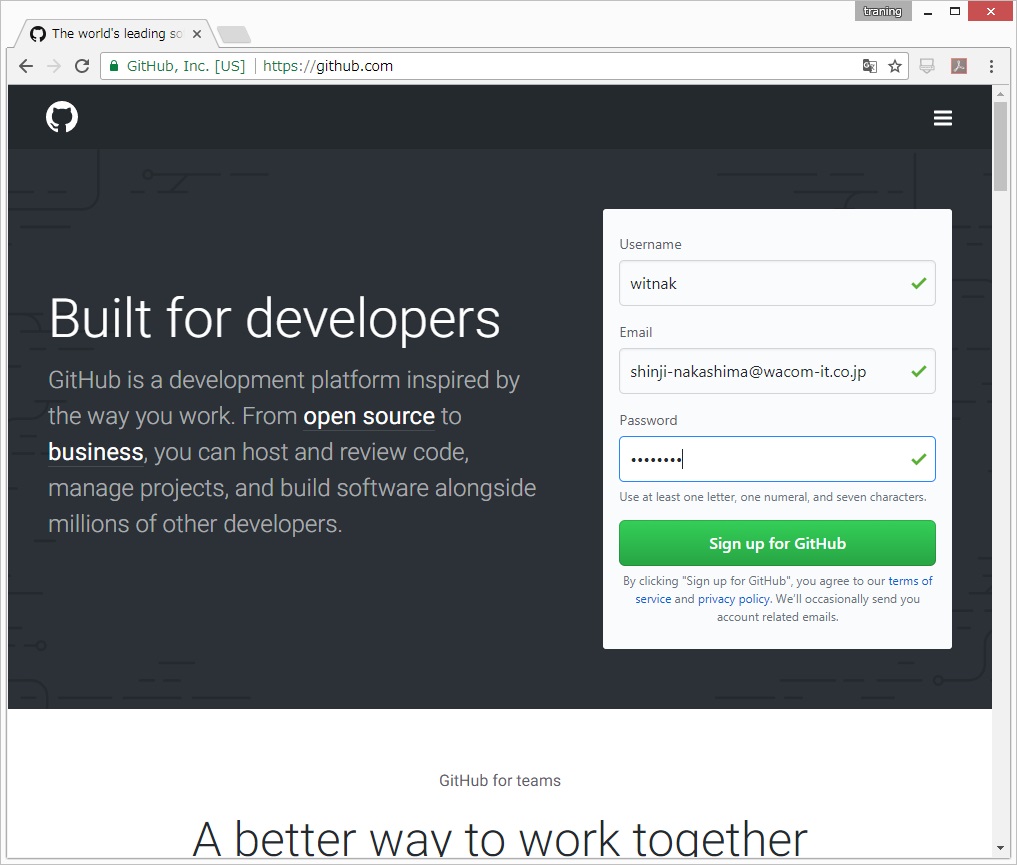 traning
The world's leading so
GitHub, Inc. [US] https://github.com
Username
witnak
Built for developers
Email
GitHub is a development platform inspired by
shinji-nakashima@wacom-it.co.jp
the way you work. From open source to
business, you can host and review code,
Password
manage projects, and build software alongside
••••••••
millions of other developers.
Use at least one letter, one numeral, and seven characters.
Sign up for GitHub
By clicking "Sign up for GitHub", you agree to our terms of
service and privacy policy. We'll occasionally send you
account related emails.
GitHub for teams
A better way to work together